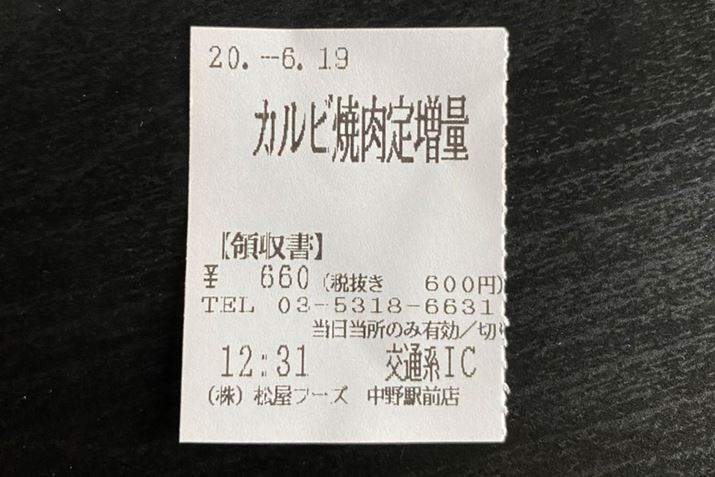 20.-6.19
カルビ焼肉定増量
【領収書】
¥ 660 (税抜き 600円)
TEL 03-5318-6631
当日当所のみ有効/切り
12:31 交通系IC
(株) 松屋フーズ 中野駅前店